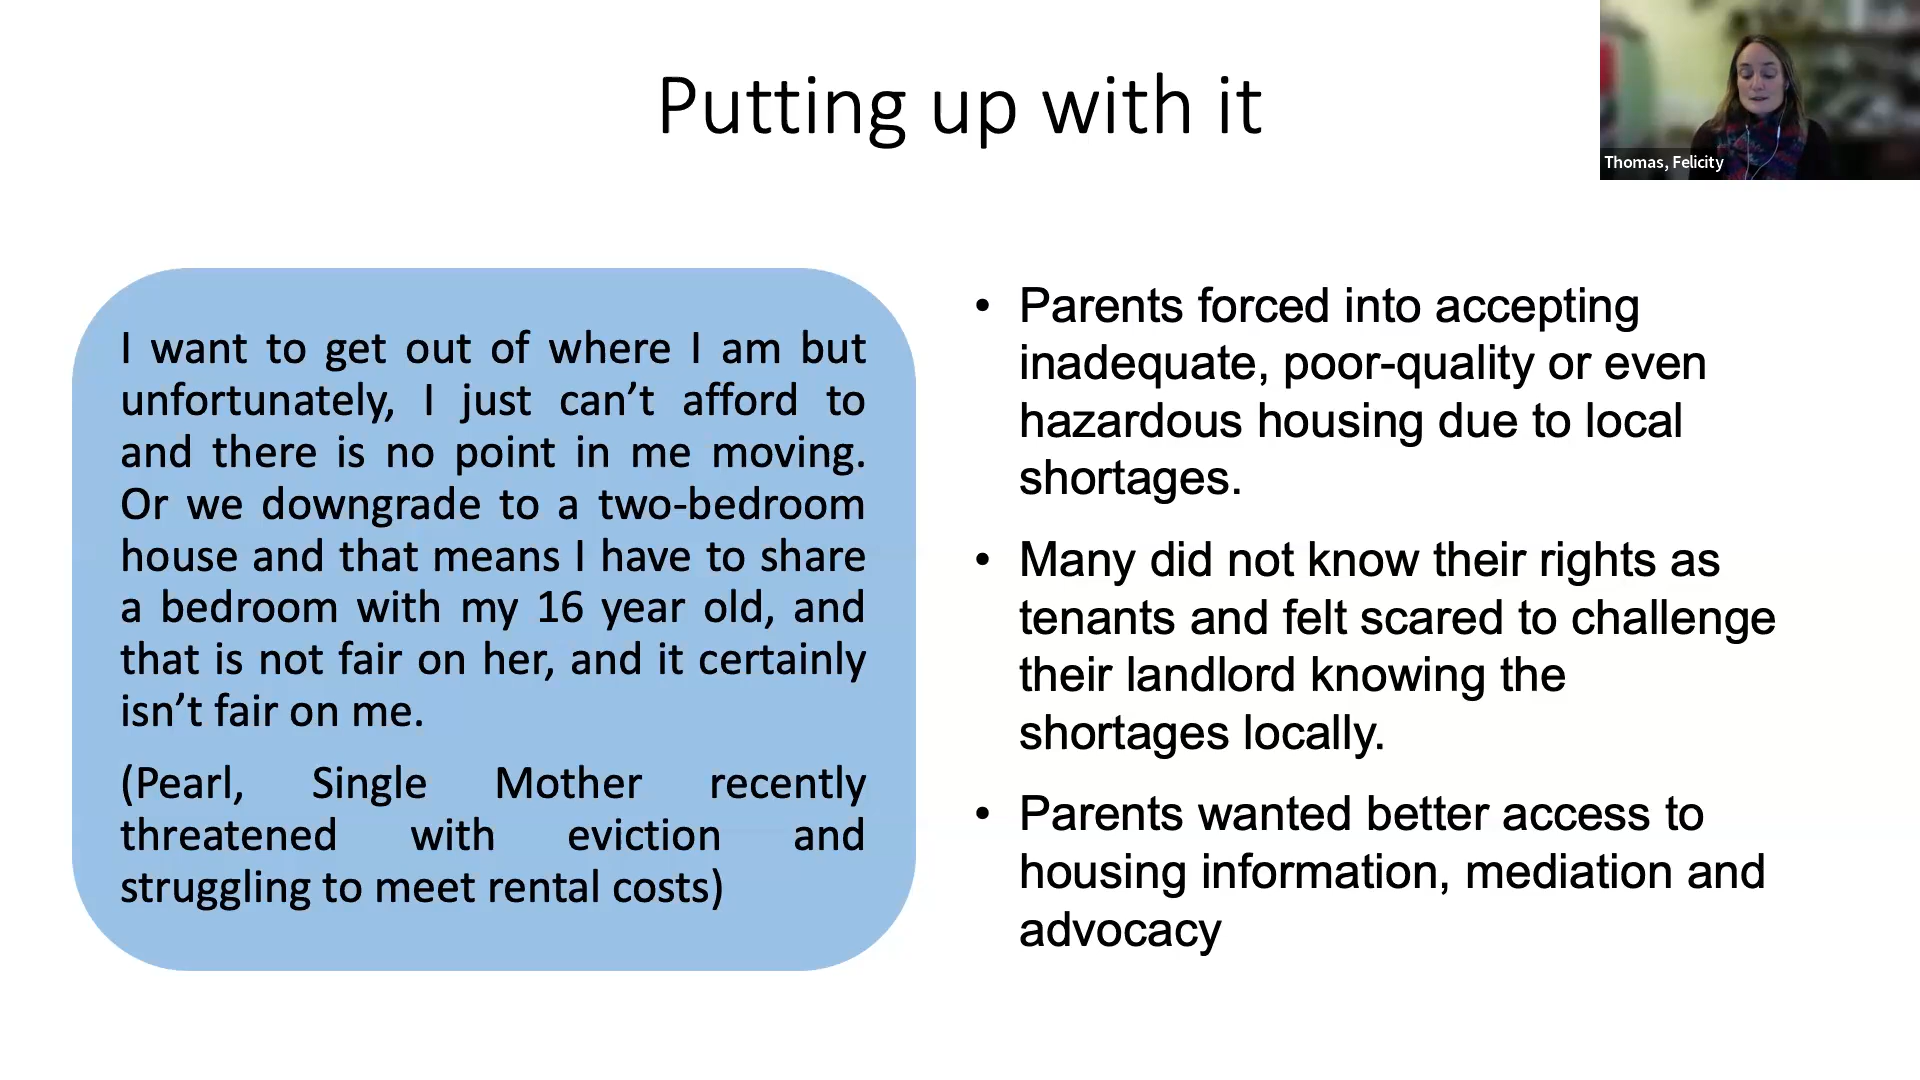 Putting up with it
Thomas, Felicity
I want to get out of where I am but
unfortunately, I just can’t afford to
and there is no point in me moving.
Or we downgrade to a two-bedroom
house and that means I have to share
a bedroom with my 16 year old, and
that is not fair on her, and it certainly
isn’t fair on me.
(Pearl, Single Mother recently
threatened with eviction and
struggling to meet rental costs)
• Parents forced into accepting
inadequate, poor-quality or even
hazardous housing due to local
shortages.
• Many did not know their rights as
tenants and felt scared to challenge
their landlord knowing the
shortages locally.
• Parents wanted better access to
housing information, mediation and
advocacy